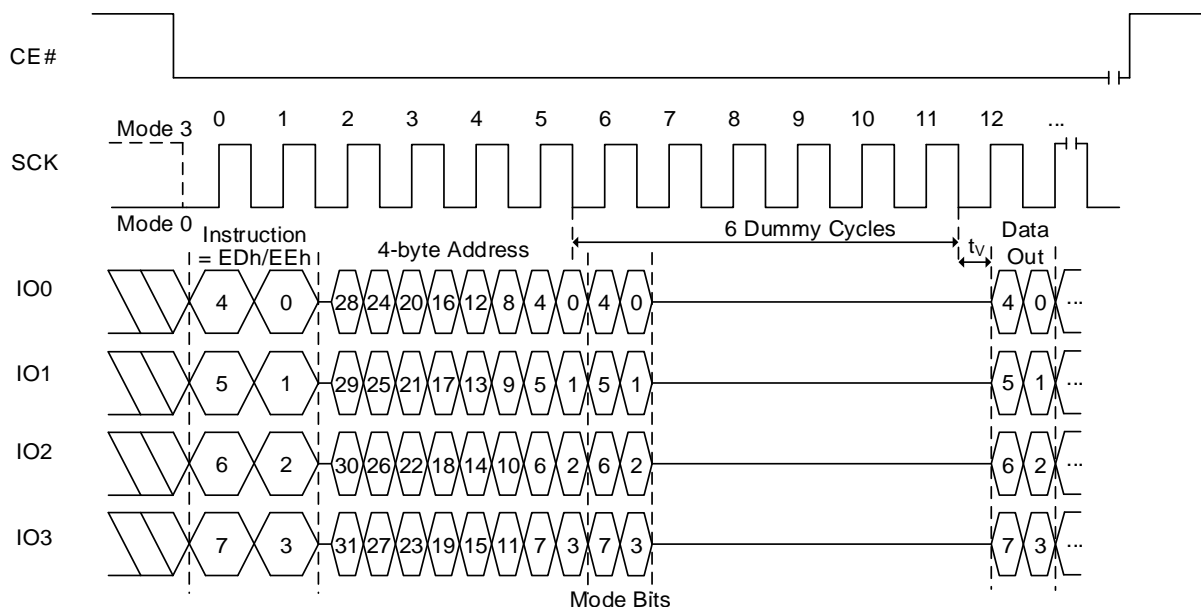 CE#
0 1 2 3 4 5 6 7 8 9 10 11 12 ...
Mode 3
SCK
Mode 0
Instruction
= EDh/EEh
4-byte Address
6 Dummy Cycles
tV
Data
Out
IO0 4 0 28 24 20 16 12 8 4 0 4 0 4 0 ...
IO1 5 1 29 25 21 17 13 9 5 1 5 1 5 1 ...
IO2 6 2 30 26 22 18 14 10 6 2 6 2 6 2 ...
IO3 7 3 31 27 23 19 15 11 7 3 7 3 7 3 ...
Mode Bits